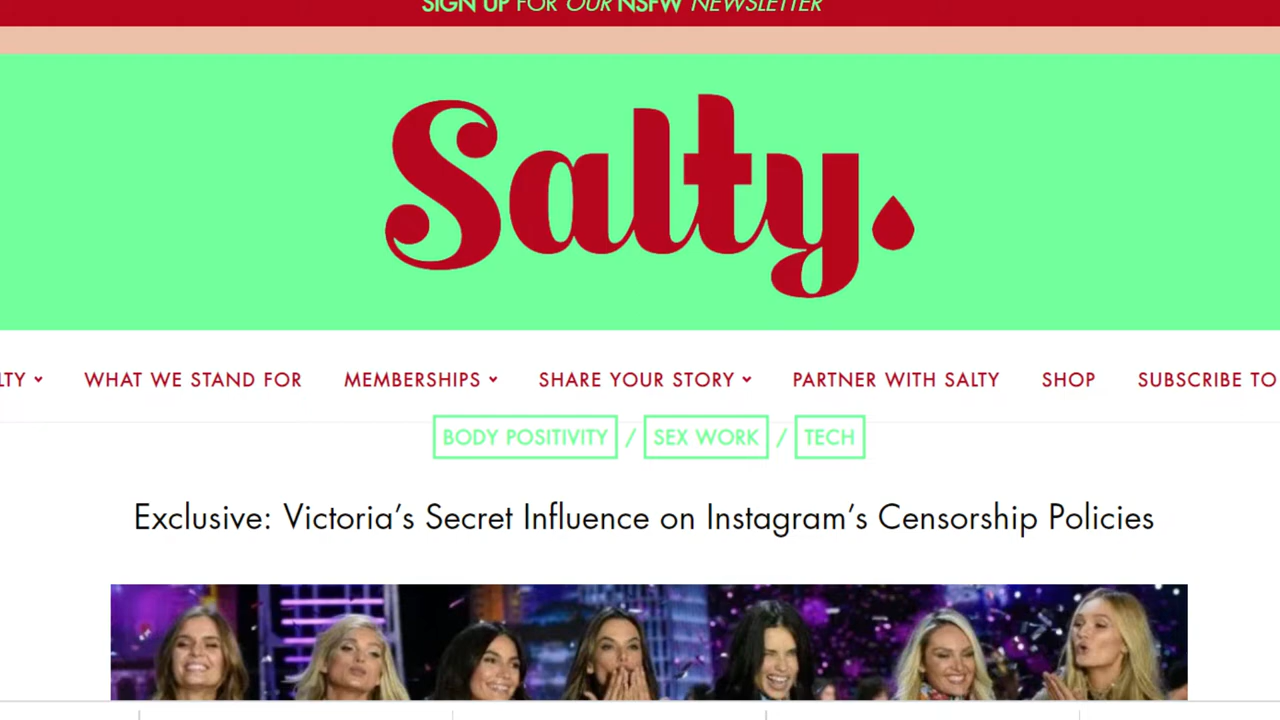 SIGN UP FOR OUR NSFW NEWSLETTER
Salty
LTY WHAT WE STAND FOR MEMBERSHIPS SHARE YOUR STORY PARTNER WITH SALTY SHOP SUBSCRIBE TO
BODY POSITIVITY / SEX WORK / TECH
Exclusive: Victoria’s Secret Influence on Instagram’s Censorship Policies